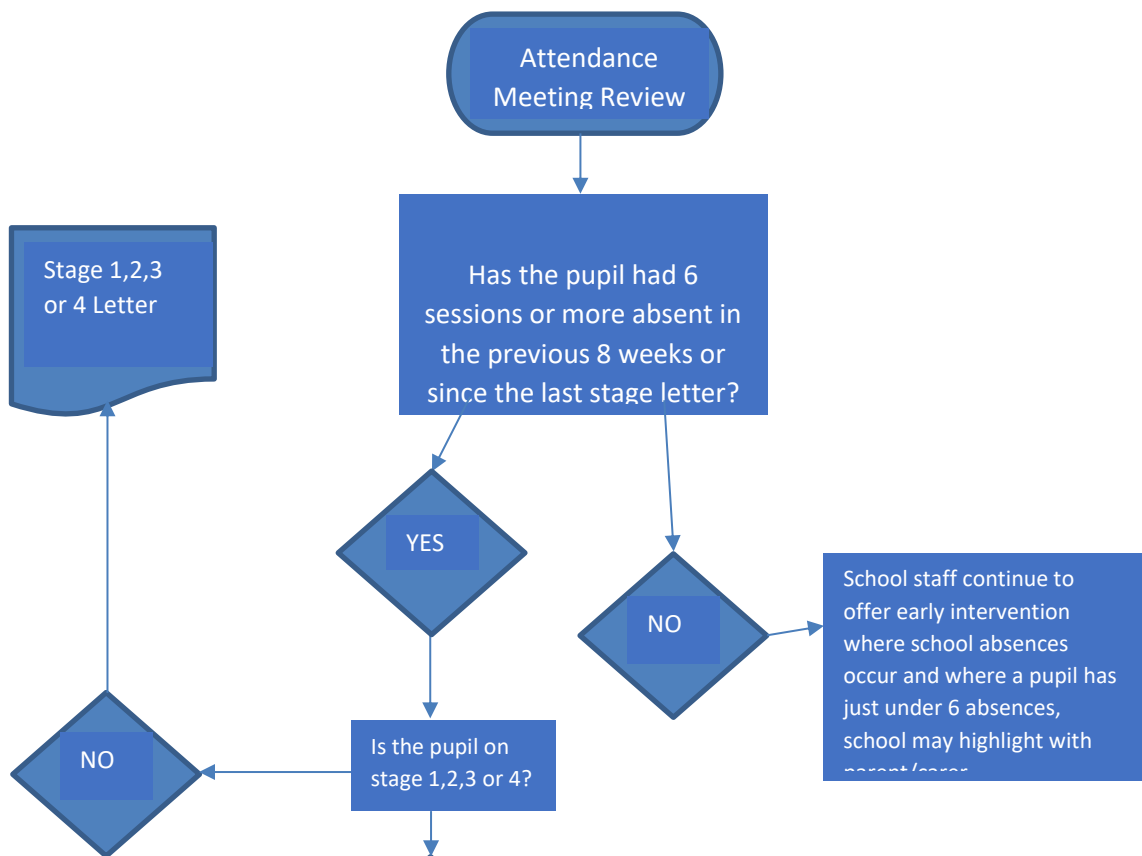 Attendance
Meeting Review
Has the pupil had 6
sessions or more absent in
the previous 8 weeks or
since the last stage letter?
Stage 1,2,3
or 4 Letter
YES
NO
School staff continue to
offer early intervention
where school absences
occur and where a pupil has
just under 6 absences,
school may highlight with
parent/carer
Is the pupil on
stage 1,2,3 or 4?
NO